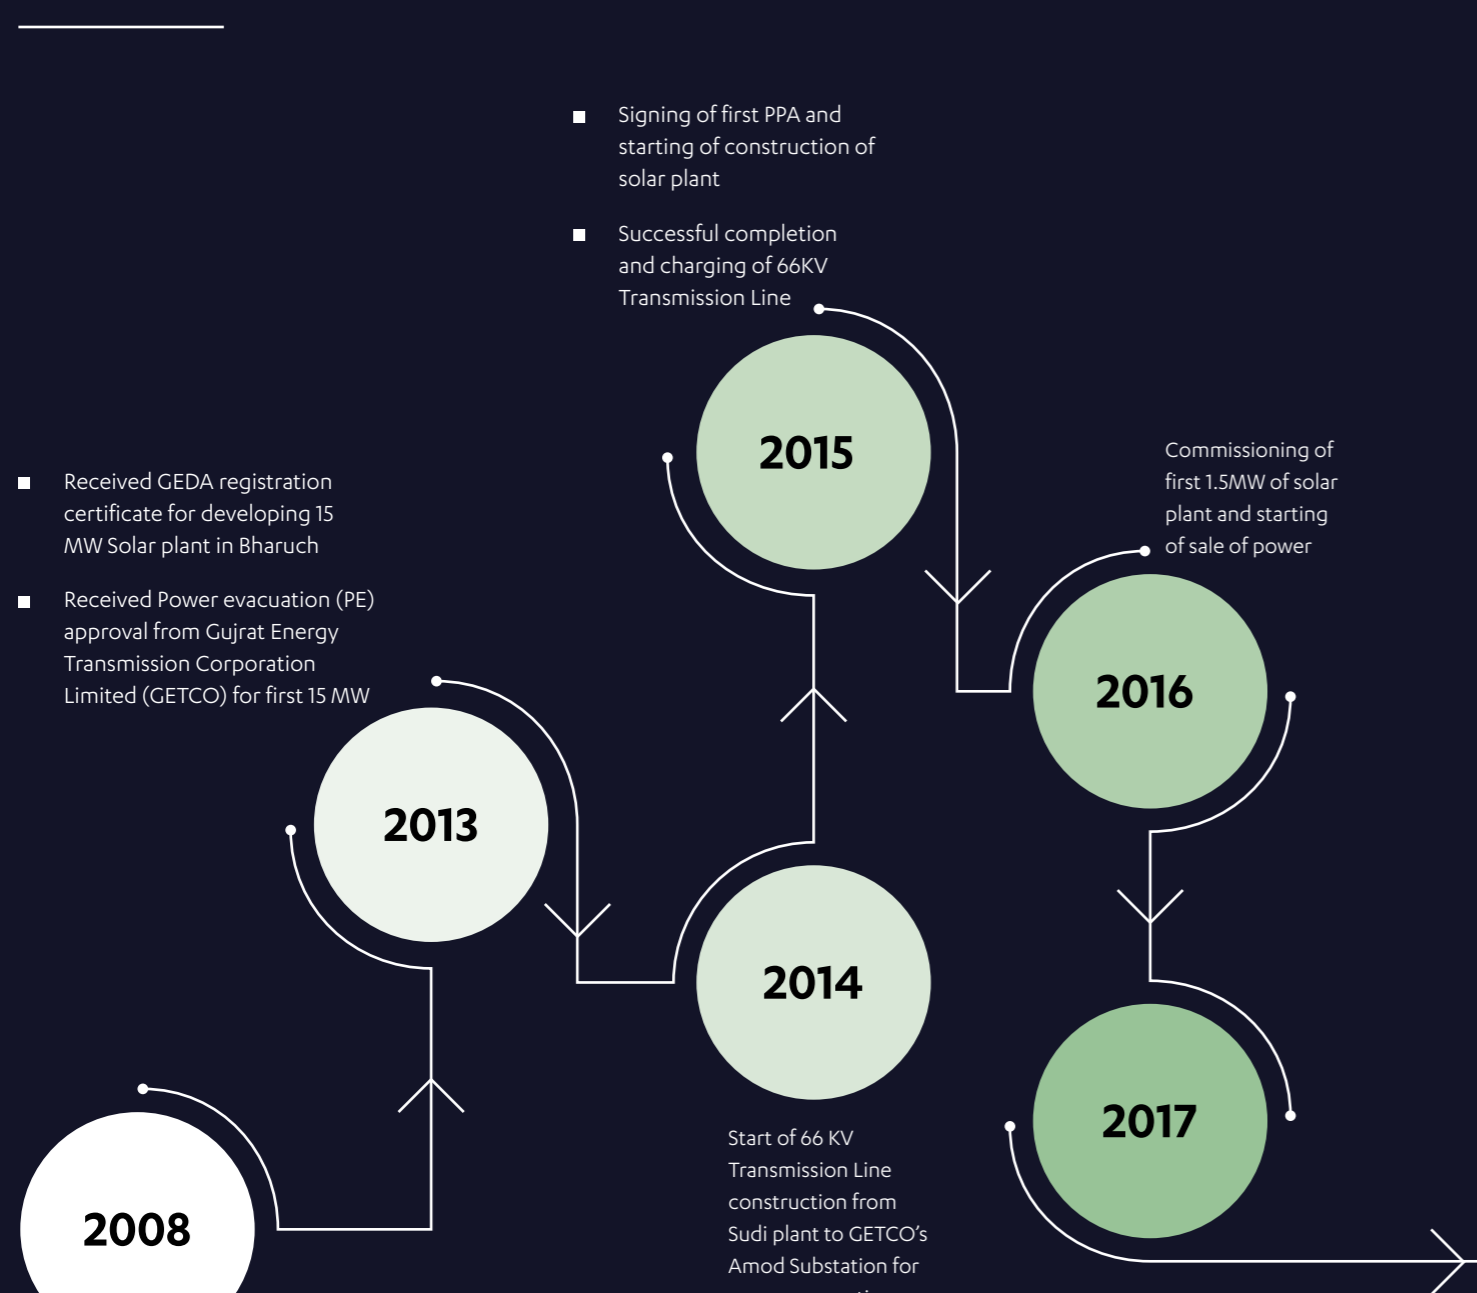 Signing of first PPA and
starting of construction of
solar plant
Successful completion
and charging of 66KV
Transmission Line
2015
Commissioning of
first 1.5MW of solar
plant and starting
of sale of power
2016
Received GEDA registration
certificate for developing 15
MW Solar plant in Bharuch
Received Power evacuation (PE)
approval from Gujrat Energy
Transmission Corporation
Limited (GETCO) for first 15 MW
2013
2014
Start of 66 KV
Transmission Line
construction from
Sudi plant to GETCO’s
Amod Substation for
2017
2008